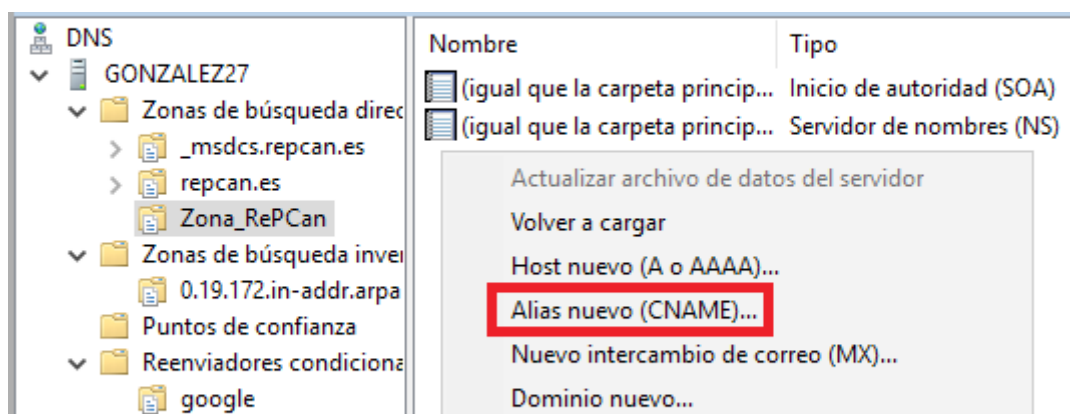 DNS
GONZALEZ27
Zonas de búsqueda direc
_msdcs.repcan.es
repcan.es
Zona_RePCan
Zonas de búsqueda inver
0.19.172.in-addr.arpa
Puntos de confianza
Reenviadores condiciona
google
Nombre Tipo
(igual que la carpeta princip... Inicio de autoridad (SOA)
(igual que la carpeta princip... Servidor de nombres (NS)
Actualizar archivo de datos del servidor
Volver a cargar
Host nuevo (A o AAAA)...
Alias nuevo (CNAME)...
Nuevo intercambio de correo (MX)...
Dominio nuevo...